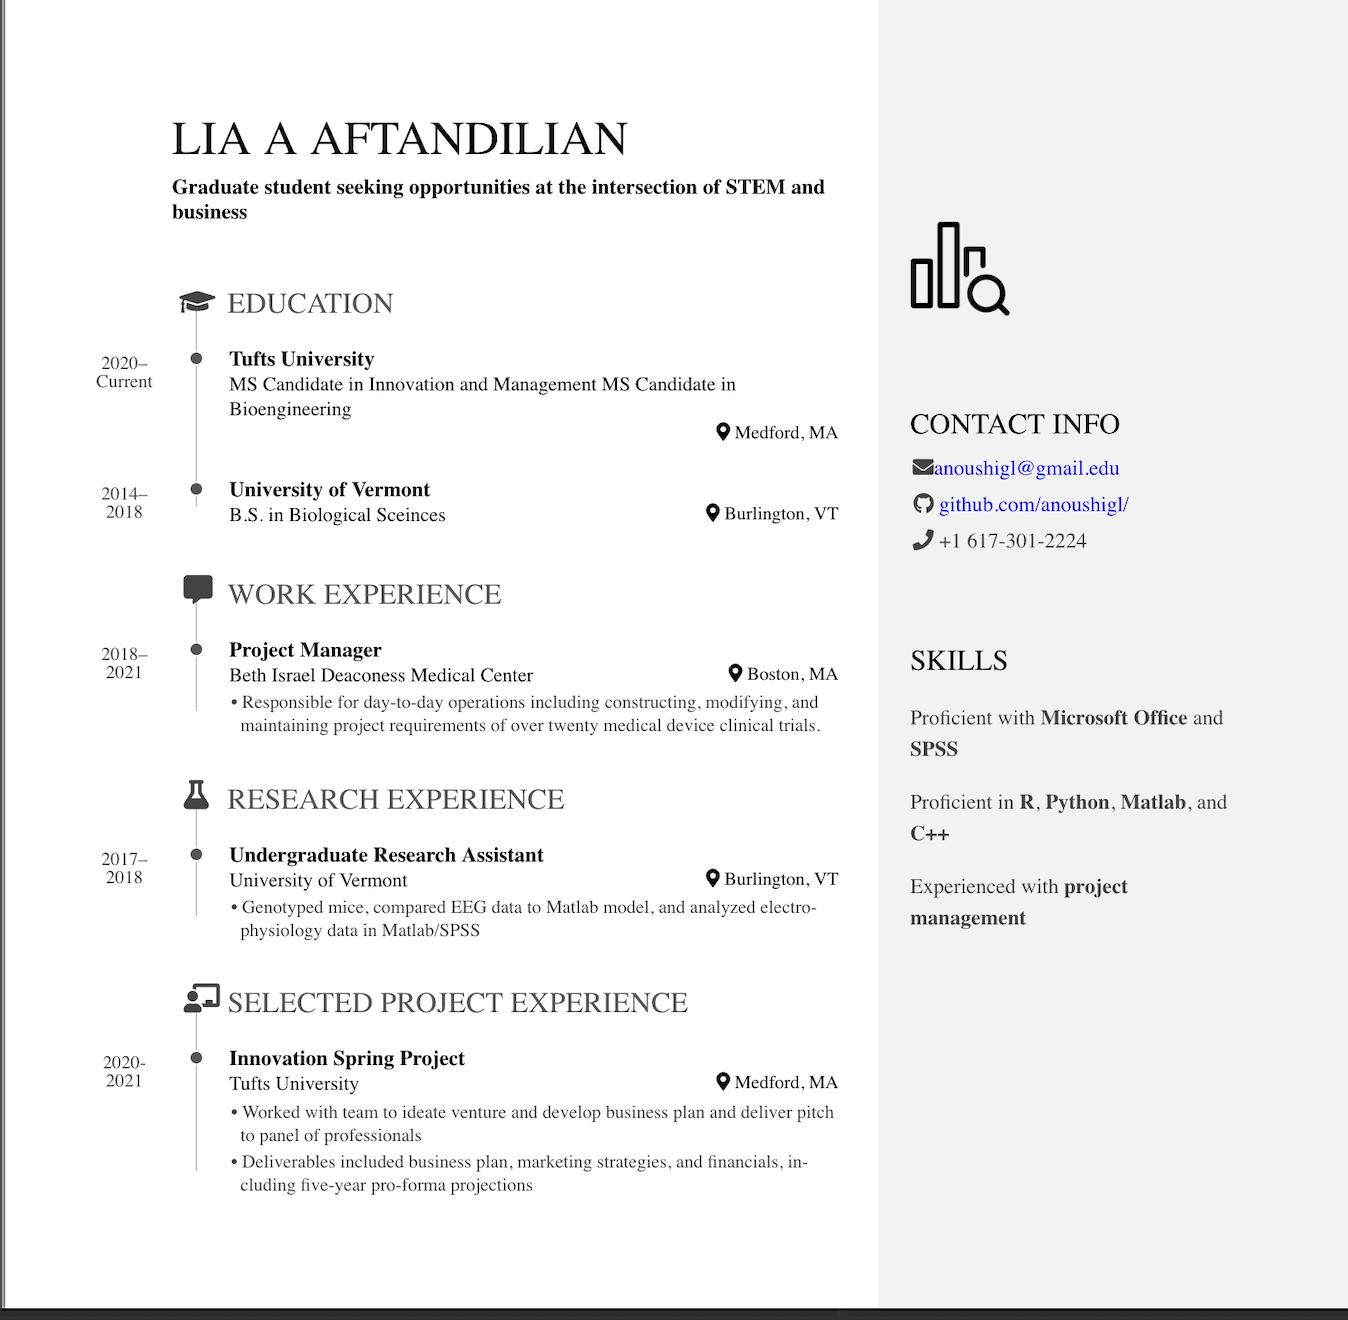 LIA A AFTANDILIAN
Graduate student seeking opportunities at the intersection of STEM and
business
EDUCATION
2020–
Current
Tufts University
MS Candidate in Innovation and Management MS Candidate in
Bioengineering
Medford, MA
2014–
2018
University of Vermont
B.S. in Biological Sceinces
Burlington, VT
WORK EXPERIENCE
2018–
2021
Project Manager
Beth Israel Deaconess Medical Center
Boston, MA
• Responsible for day-to-day operations including constructing, modifying, and
maintaining project requirements of over twenty medical device clinical trials.
RESEARCH EXPERIENCE
2017–
2018
Undergraduate Research Assistant
University of Vermont
Burlington, VT
• Genotyped mice, compared EEG data to Matlab model, and analyzed electro-
physiology data in Matlab/SPSS
SELECTED PROJECT EXPERIENCE
2020-
2021
Innovation Spring Project
Tufts University
Medford, MA
• Worked with team to ideate venture and develop business plan and deliver pitch
to panel of professionals
• Deliverables included business plan, marketing strategies, and financials, in-
cluding five-year pro-forma projections
CONTACT INFO
anoushigl@gmail.edu
github.com/anoushigl/
+1 617-301-2224
SKILLS
Proficient with Microsoft Office and
SPSS
Proficient in R, Python, Matlab, and
C++
Experienced with project
management